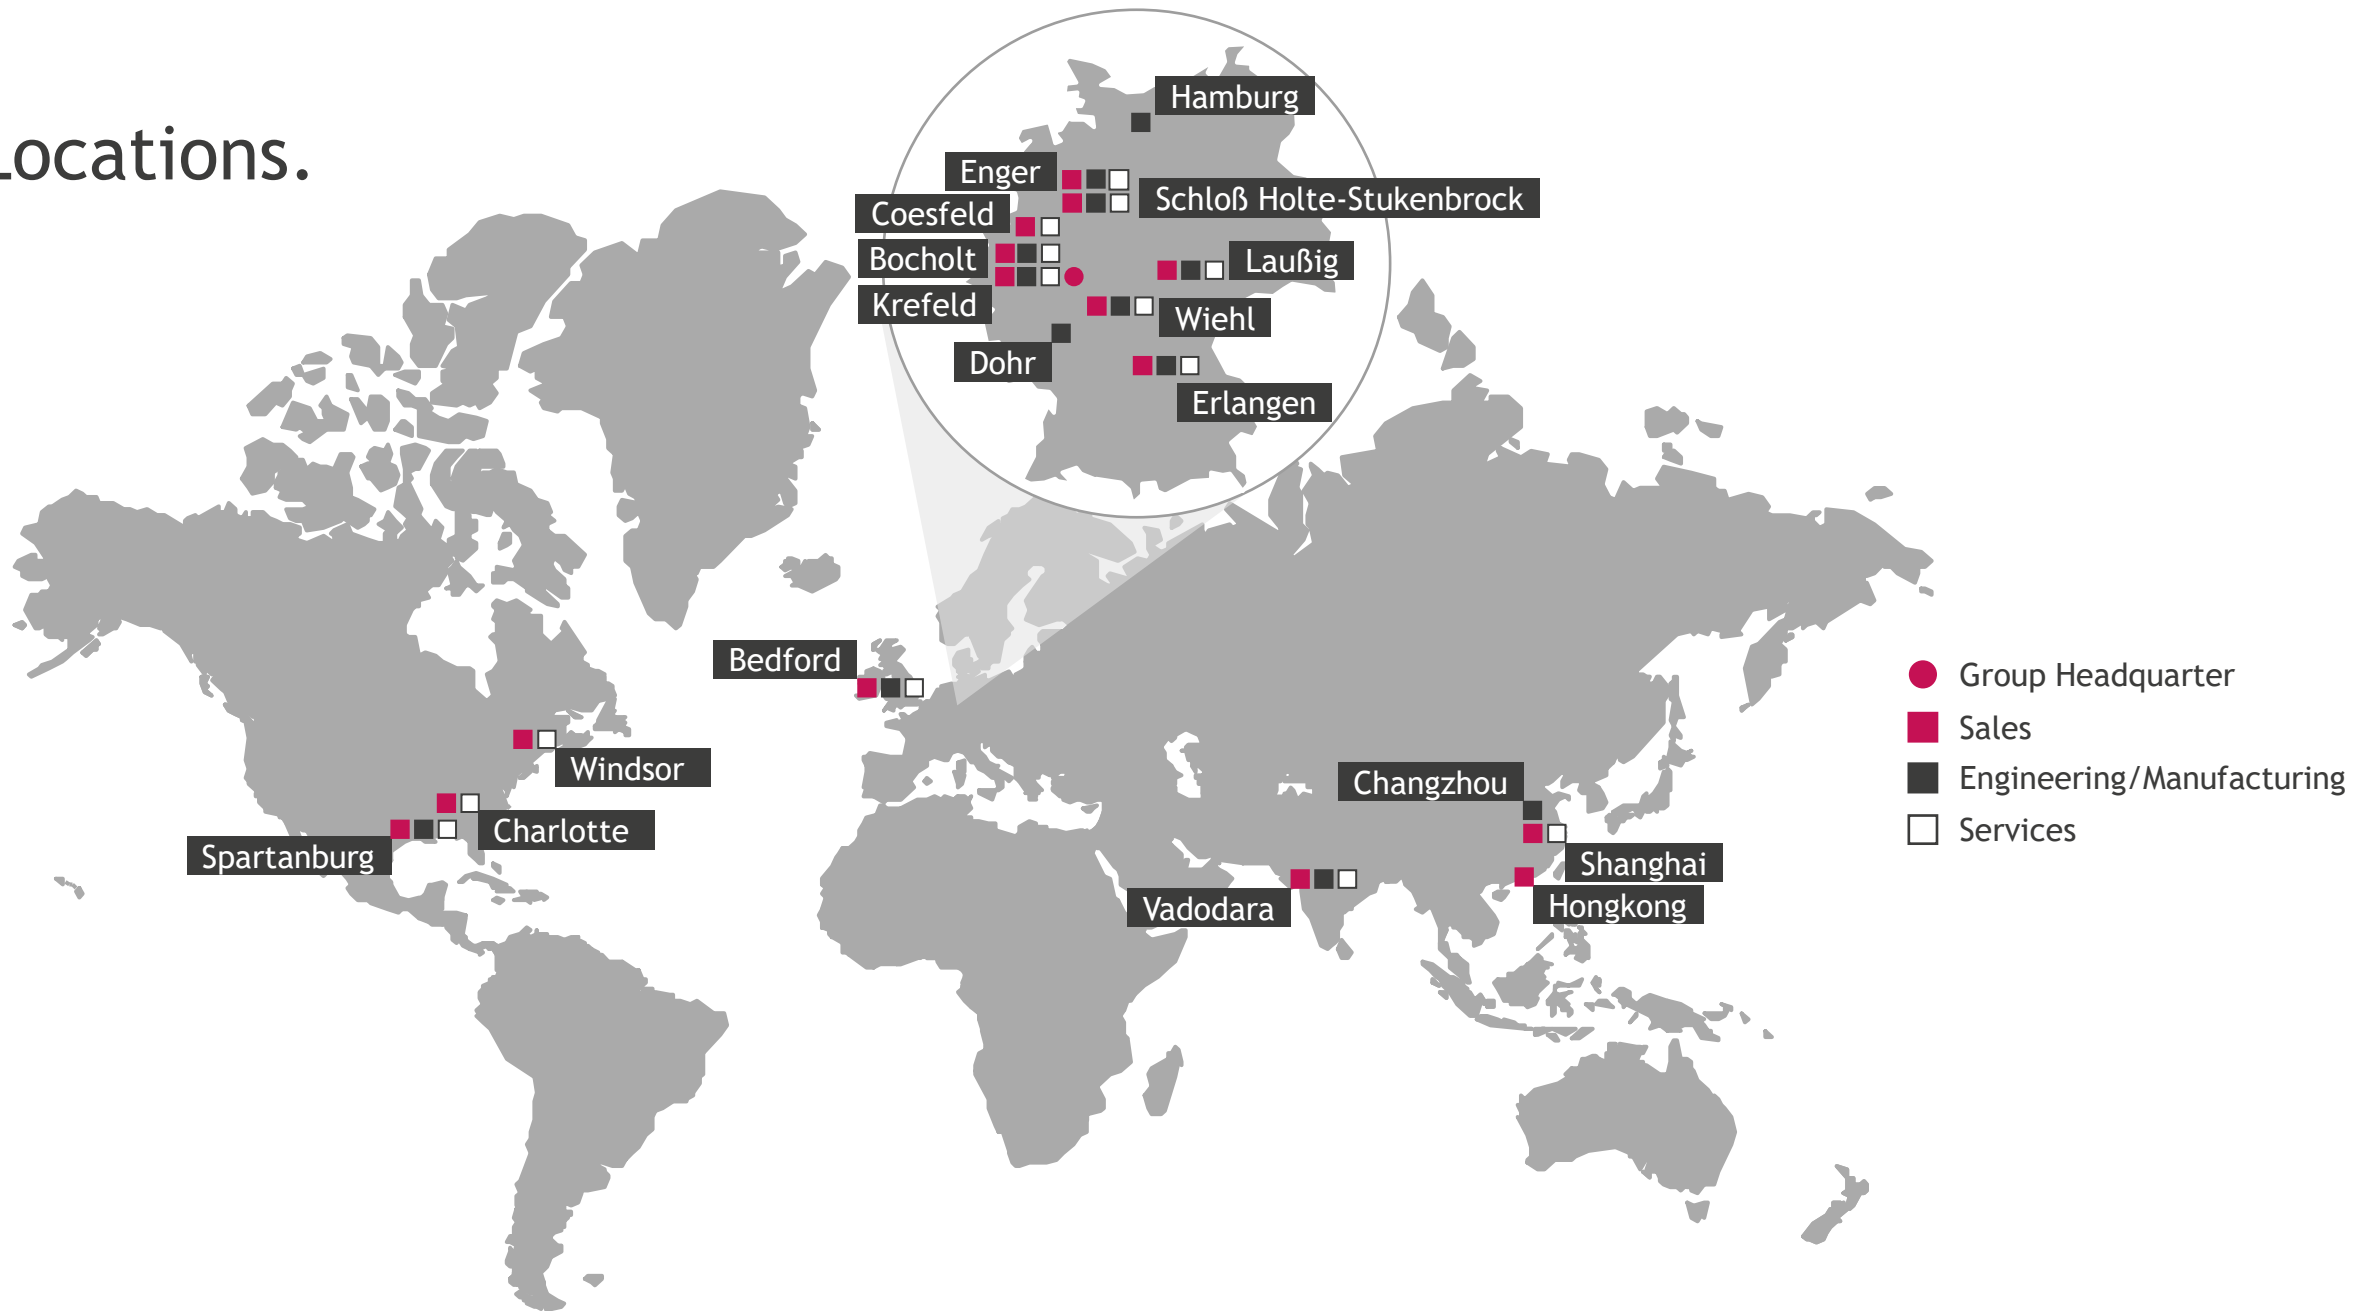 Locations.
Hamburg
Enger
Schloß Holte-Stukenbrock
Coesfeld
Bocholt
Laußig
Krefeld
Wiehl
Dohr
Erlangen
Bedford
Windsor
Charlotte
Spartanburg
Changzhou
Shanghai
Vadodara
Hongkong
Group Headquarter
Sales
Engineering/Manufacturing
Services